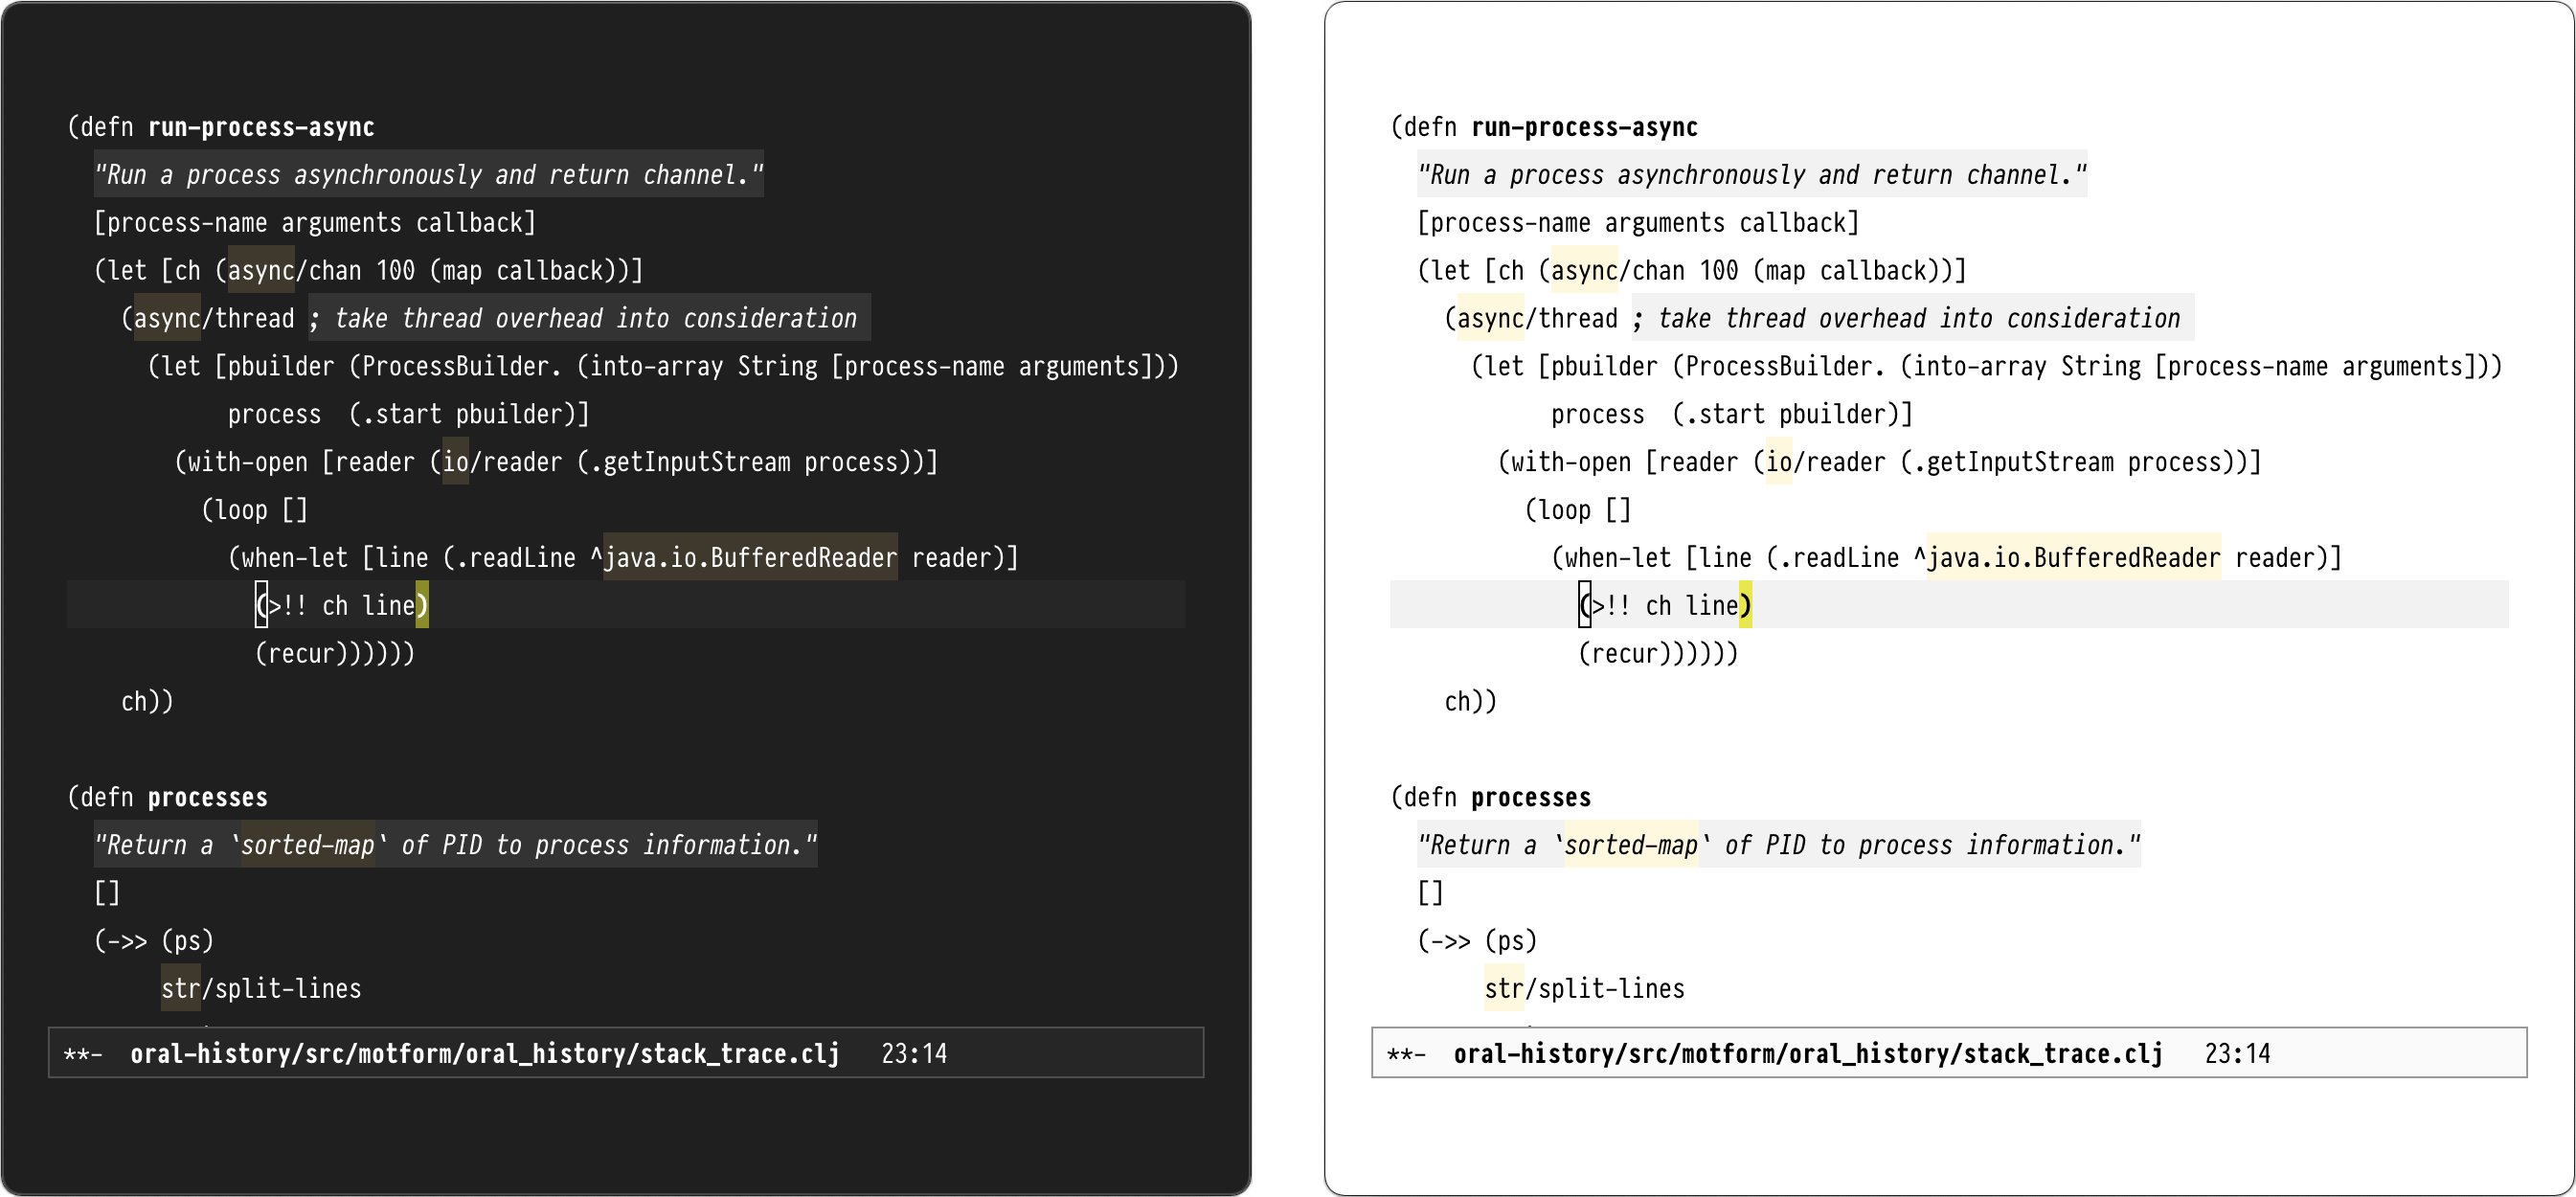 (defn run-process-async
"Run a process asynchronously and return channel."
[process-name arguments callback]
(let [ch (async/chan 100 (map callback))]
(async/thread ; take thread overhead into consideration
(let [pbuilder (ProcessBuilder. (into-array String [process-name arguments]))
process  (.start pbuilder)]
(with-open [reader (io/reader (.getInputStream process))]
(loop []
(when-let [line (.readLine ^java.io.BufferedReader reader)]
(>!! ch line)
(recur))))))
ch))
(defn processes
"Return a `sorted-map` of PID to process information."
[]
(->> (ps)
str/split-lines
**-  oral-history/src/motform/oral_history/stack_trace.clj   23:14
(defn run-process-async
"Run a process asynchronously and return channel."
[process-name arguments callback]
(let [ch (async/chan 100 (map callback))]
(async/thread ; take thread overhead into consideration
(let [pbuilder (ProcessBuilder. (into-array String [process-name arguments]))
process  (.start pbuilder)]
(with-open [reader (io/reader (.getInputStream process))]
(loop []
(when-let [line (.readLine ^java.io.BufferedReader reader)]
(>!! ch line)
(recur))))))
ch))
(defn processes
"Return a `sorted-map` of PID to process information."
[]
(->> (ps)
str/split-lines
**-  oral-history/src/motform/oral_history/stack_trace.clj   23:14